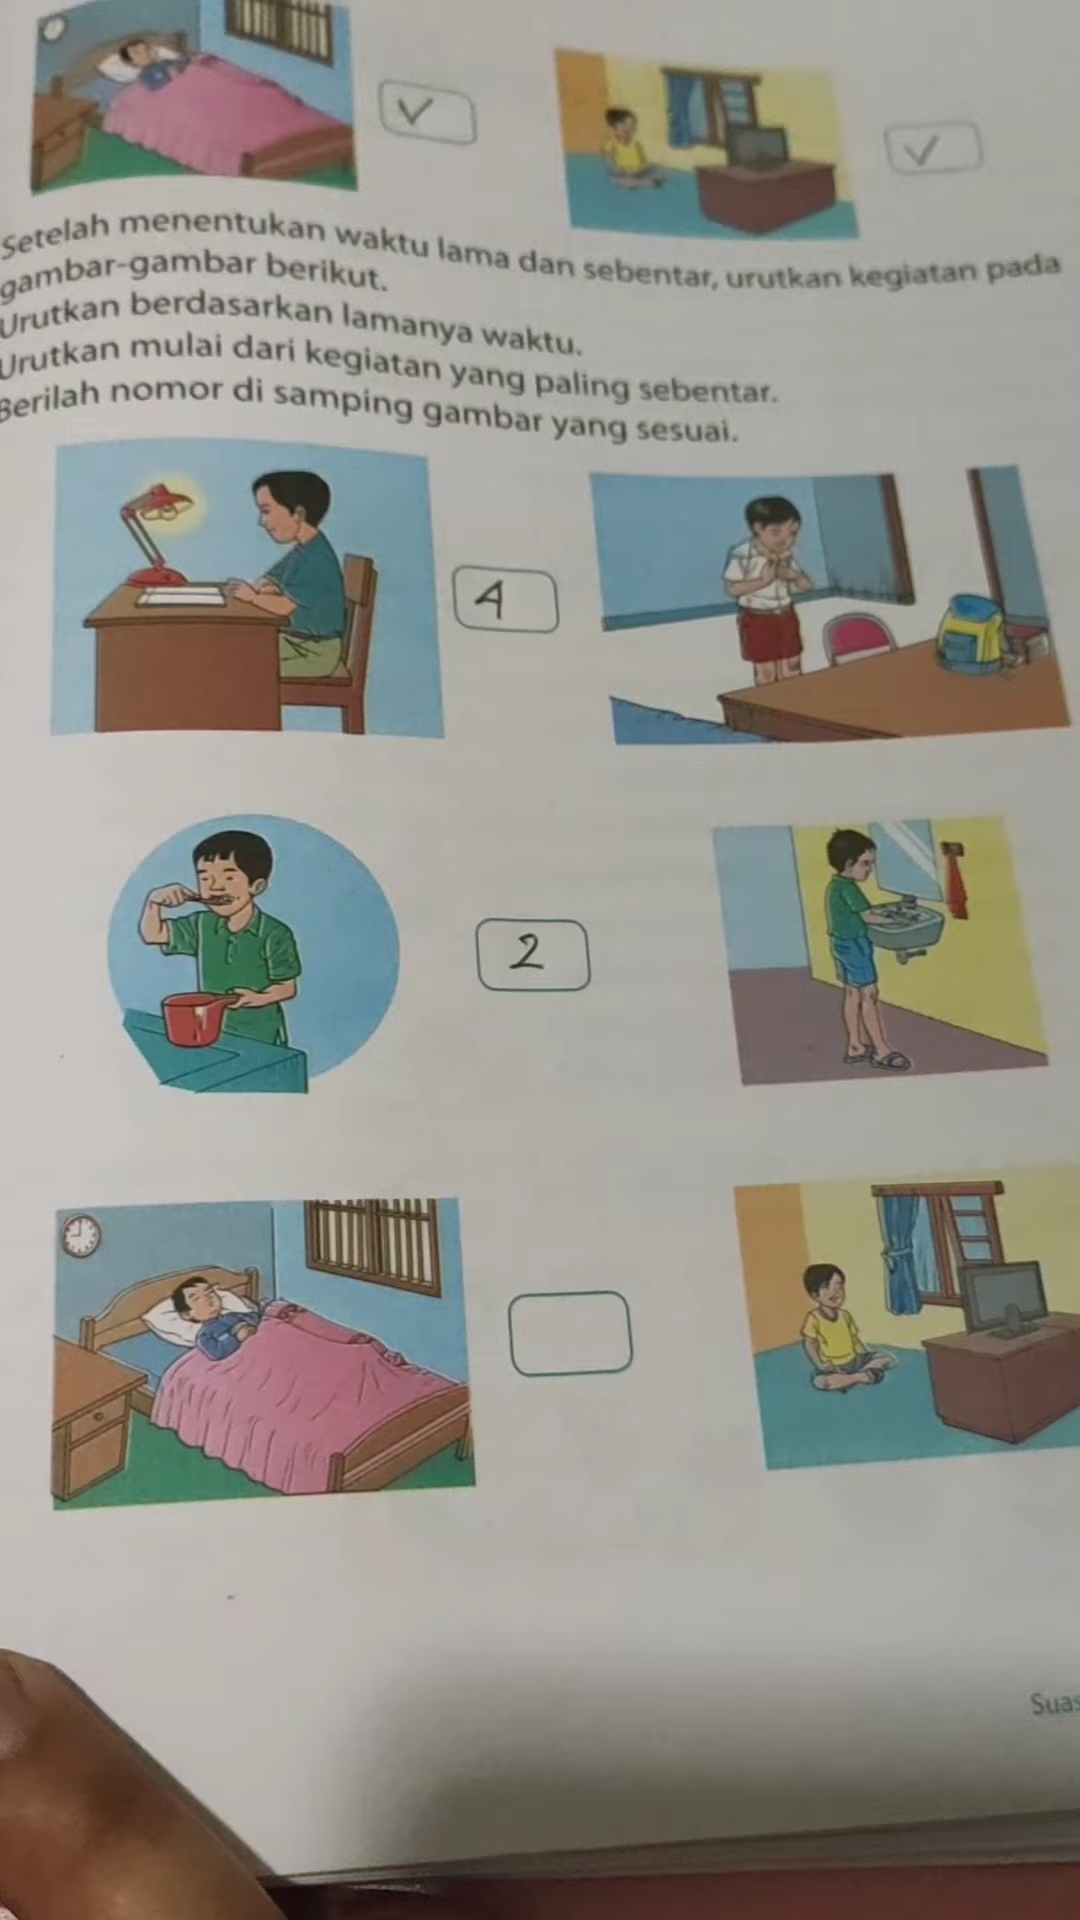 ✓ ✓
Setelah menentukan waktu lama dan sebentar, urutkan kegiatan pada
gambar-gambar berikut.
Urutkan berdasarkan lamanya waktu.
Urutkan mulai dari kegiatan yang paling sebentar.
Berilah nomor di samping gambar yang sesuai.
4
2